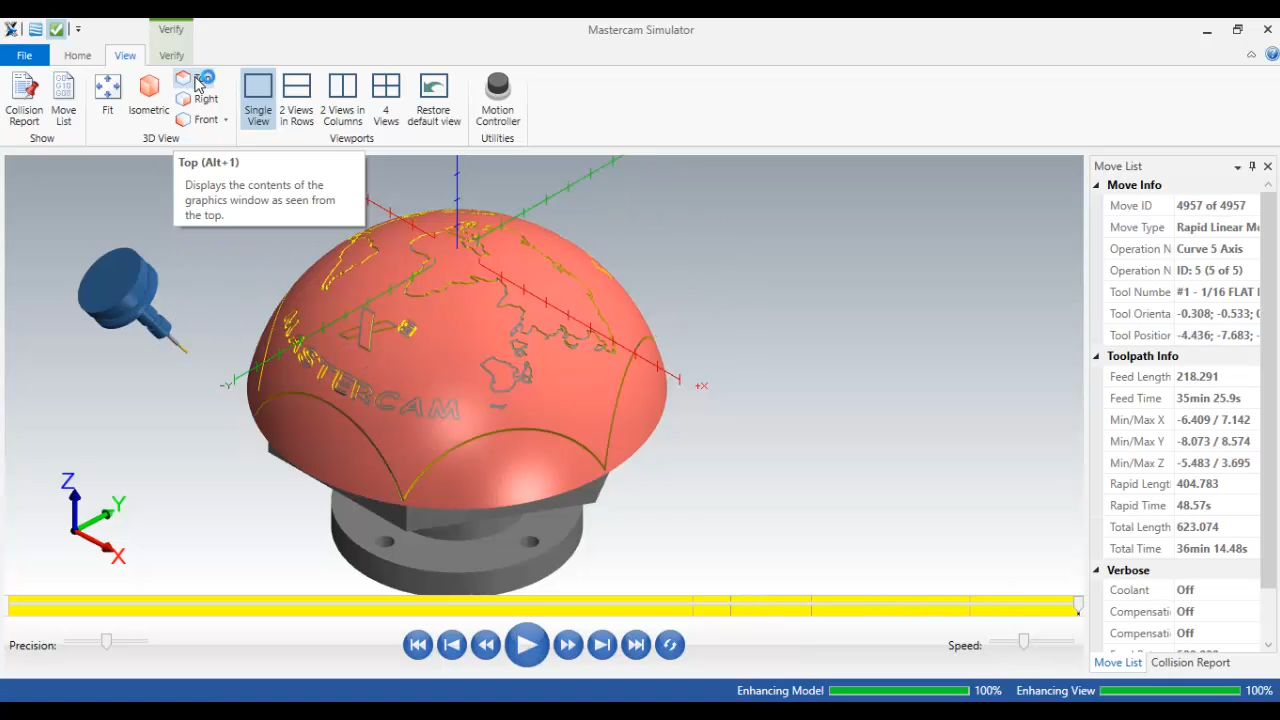 Verify
Mastercam Simulator
File
Home
View
Verify
Collision
Report
Move
List
Show
Fit
Isometric
Right
Front
3D View
Single
View
2 Views
in Rows
2 Views in
Columns
4
Views
Restore
default view
Viewports
Motion
Controller
Utilities
Top (Alt+1)
Displays the contents of the
graphics window as seen from
the top.
-Y
+X
MASTERCAM
Z
Y
X
Move List
Move Info
Move ID 4957 of 4957
Move Type Rapid Linear M
Operation N Curve 5 Axis
Operation N ID: 5 (5 of 5)
Tool Numbe #1 - 1/16 FLAT
Tool Orienta -0.308; -0.533; 0
Tool Position -4.436; -7.683; -
Toolpath Info
Feed Length 218.291
Feed Time 35min 25.9s
Min/Max X -6.409 / 7.142
Min/Max Y -8.073 / 8.574
Min/Max Z -5.483 / 3.695
Rapid Lengt 404.783
Rapid Time 48.57s
Total Length 623.074
Total Time 36min 14.48s
Verbose
Coolant Off
Compensati Off
Compensati Off
Precision:
Speed:
Move List Collision Report
Enhancing Model 100% Enhancing View 100%